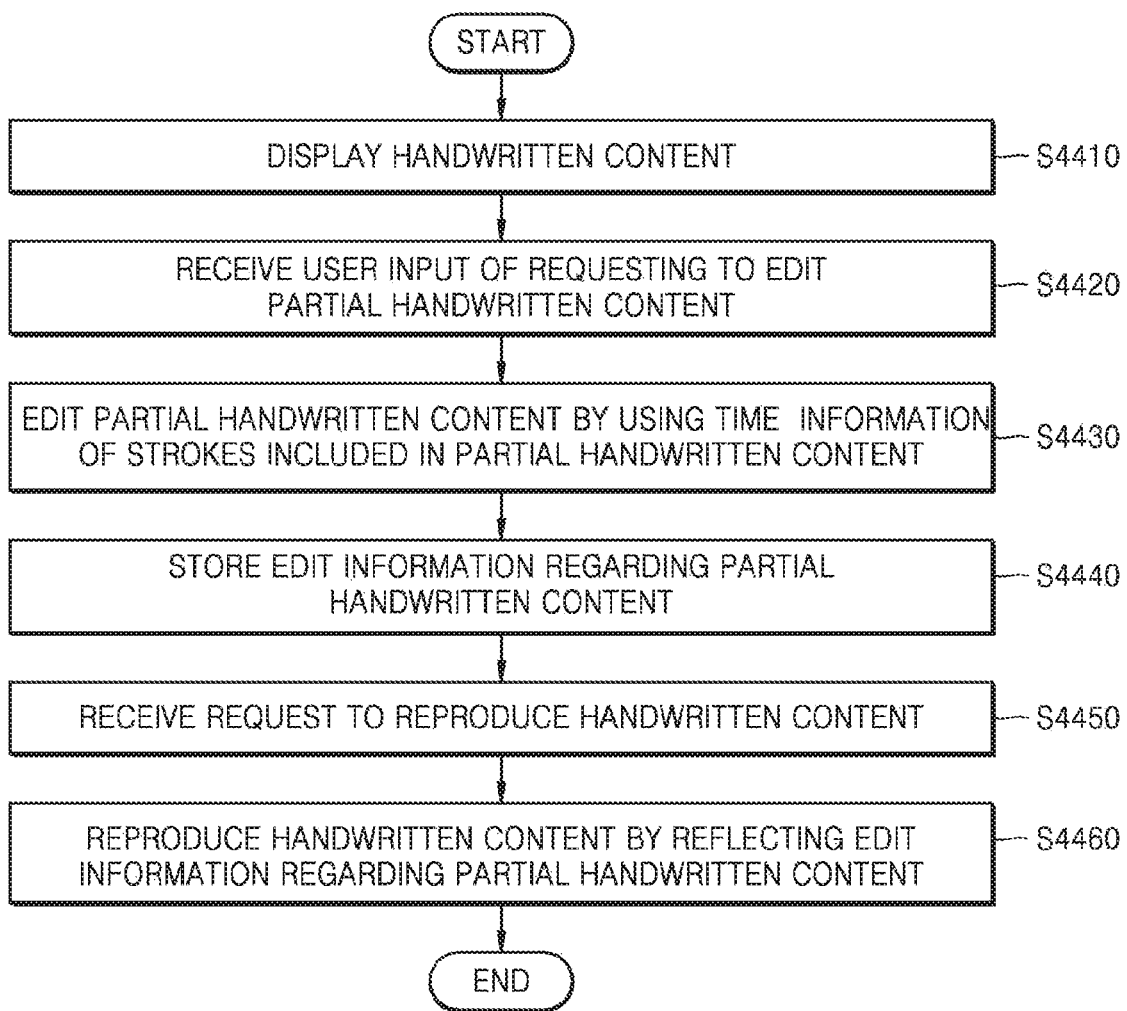 START
DISPLAY HANDWRITTEN CONTENT
S4410
RECEIVE USER INPUT OF REQUESTING TO EDIT
PARTIAL HANDWRITTEN CONTENT
S4420
EDIT PARTIAL HANDWRITTEN CONTENT BY USING TIME INFORMATION
OF STROKES INCLUDED IN PARTIAL HANDWRITTEN CONTENT
S4430
STORE EDIT INFORMATION REGARDING PARTIAL
HANDWRITTEN CONTENT
S4440
RECEIVE REQUEST TO REPRODUCE HANDWRITTEN CONTENT
S4450
REPRODUCE HANDWRITTEN CONTENT BY REFLECTING EDIT
INFORMATION REGARDING PARTIAL HANDWRITTEN CONTENT
S4460
END